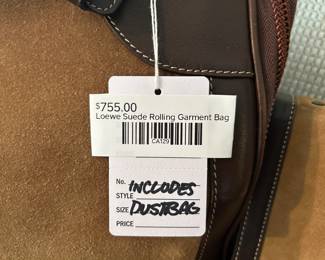 $755.00
Loewe Suede Rolling Garment Bag
CA129
No. INCLUDES
STYLE
SIZE DUSTBAG
PRICE